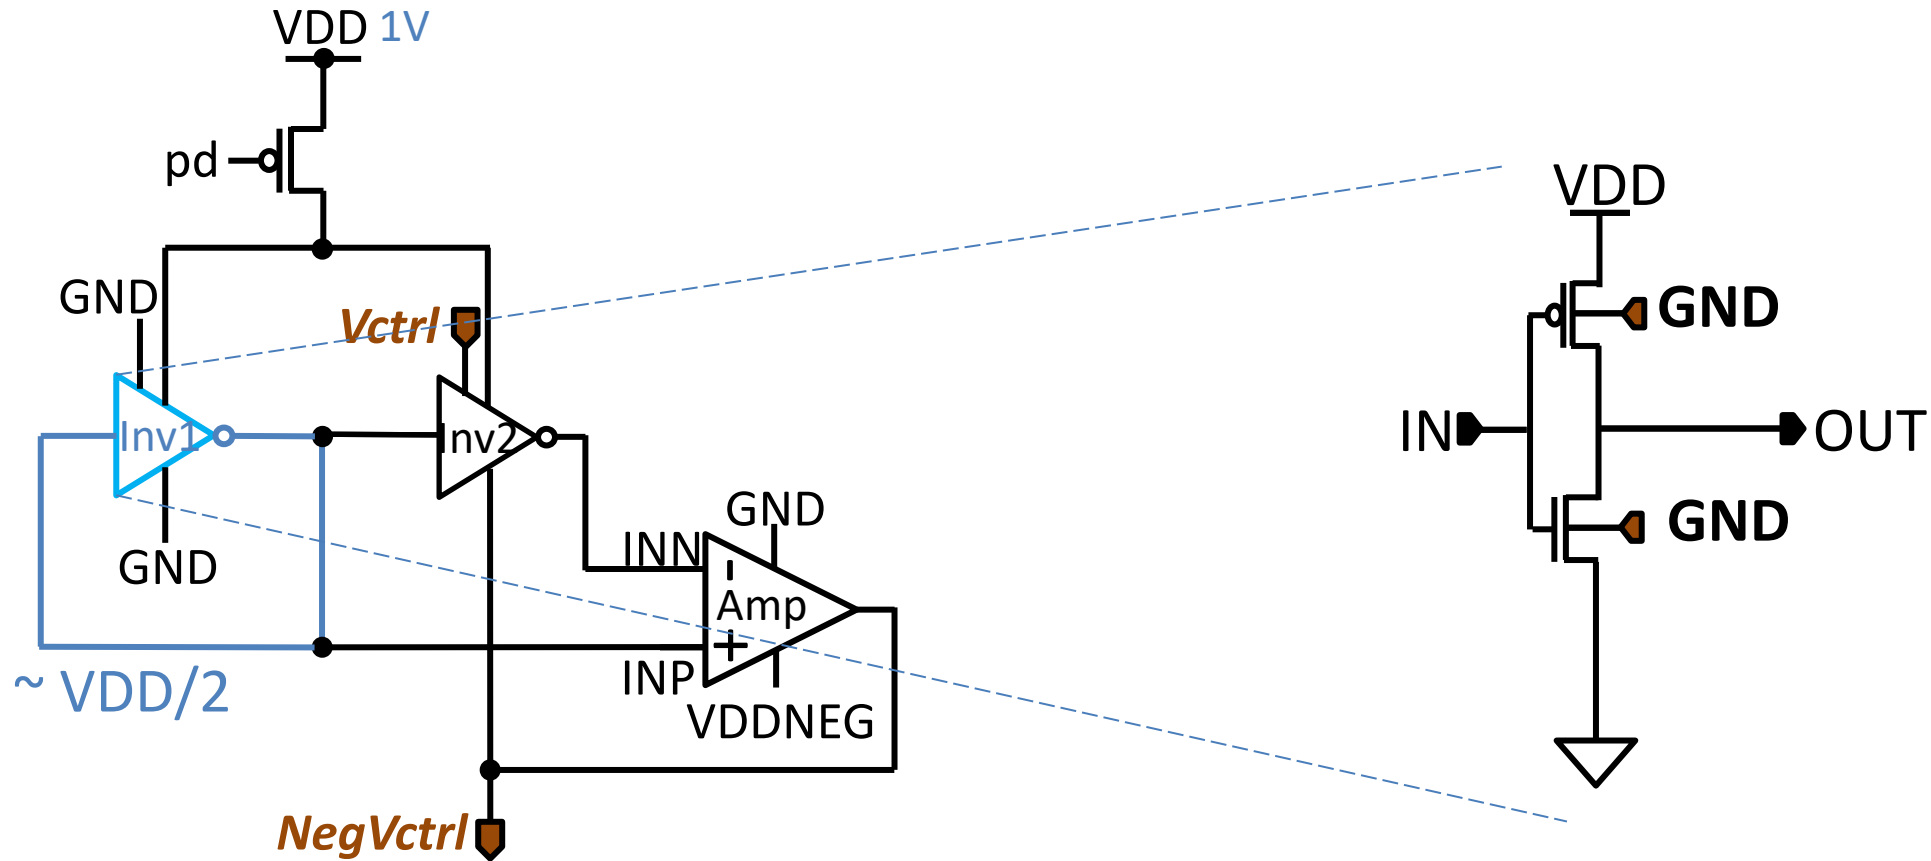 VDD 1V
pd
GND
Vctrl
Inv1
Inv2
GND
INN
GND
-
Amp
+
INP
VDDNEG
~ VDD/2
NegVctrl
VDD
GND
IN
OUT
GND